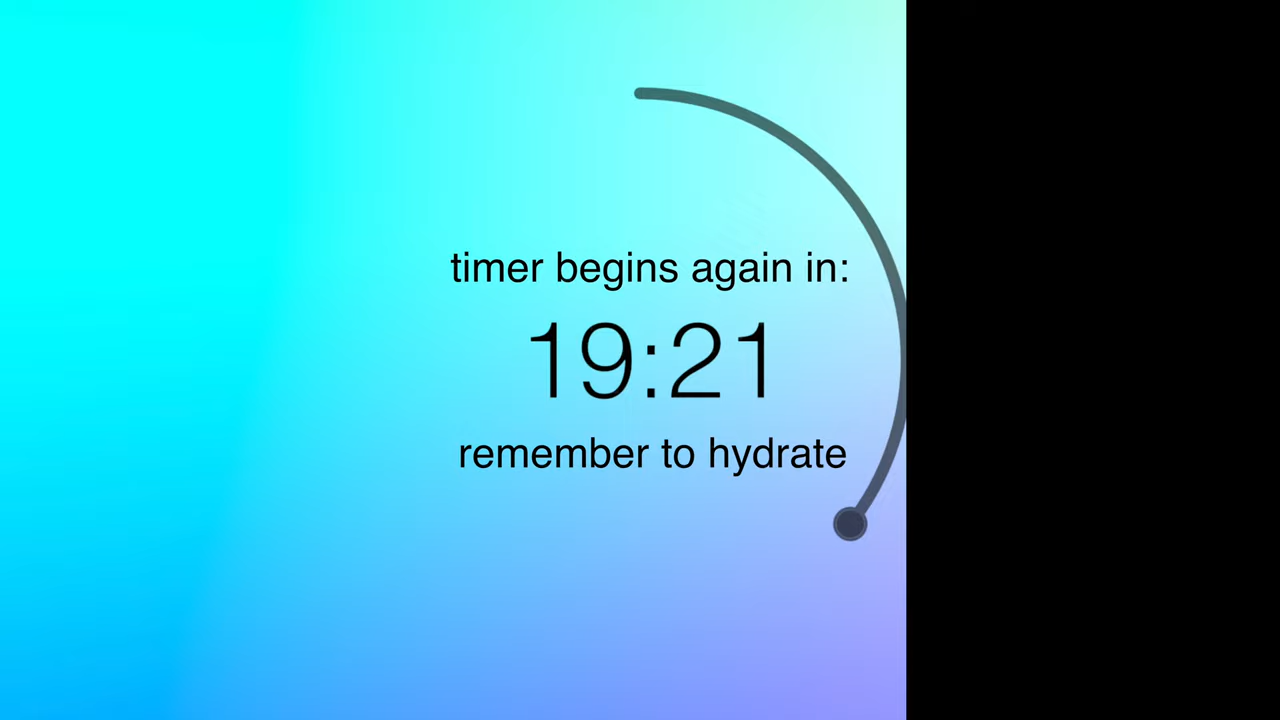 timer begins again in:
19:21
remember to hydrate